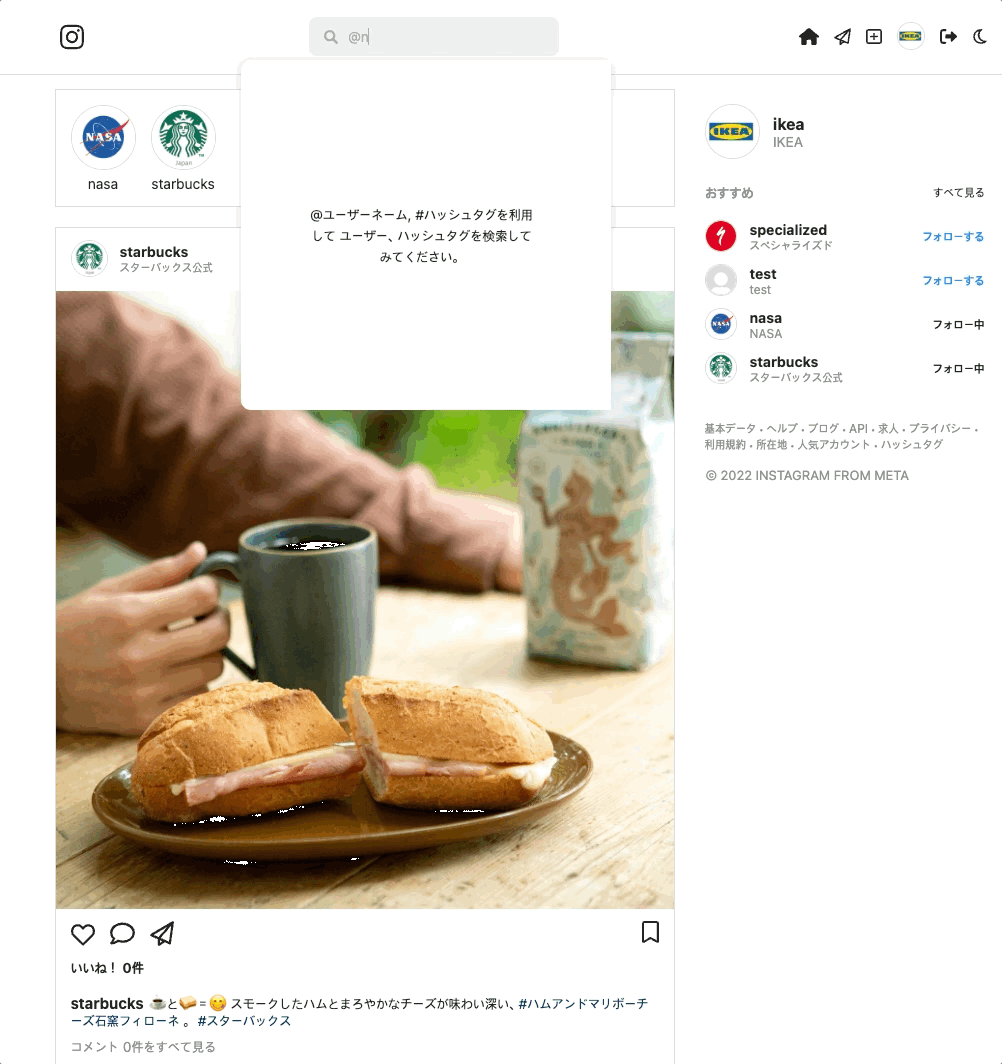 @n
NASA
Japan
nasa
starbucks
@ユーザーネーム, #ハッシュタグを利用
して ユーザー、ハッシュタグを検索して
みてください。
starbucks
スターバックス公式
IKEA
ikea
IKEA
おすすめ
すべて見る
specialized
スペシャライズド
フォローする
test
test
フォローする
nasa
NASA
フォロー中
starbucks
スターバックス公式
フォロー中
基本データ・ヘルプ・ブログ・API・求人・プライバシー・
利用規約・所在地・人気アカウント・ハッシュタグ
© 2022 INSTAGRAM FROM META
いいね！ 0件
starbucks ☕と🥪=😋 スモークしたハムとまろやかなチーズが味わい深い、#ハムアンドマリボーチ
ーズ石窯フィローネ 。 #スターバックス
コメント 0件をすべて見る